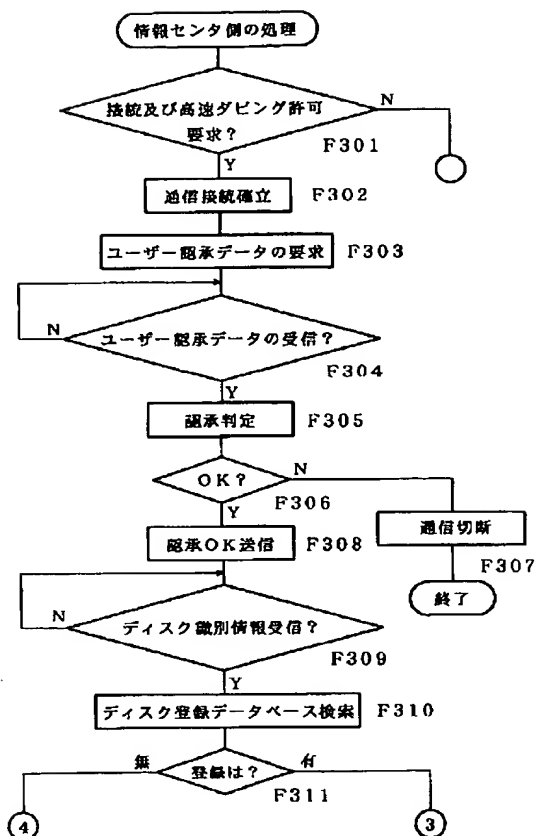 情報センタ側の処理
接続及び高速ダビング許可
要求?
N
F301
Y
通信接続確立
F302
ユーザー認承データの要求
F303
N
ユーザー認承データの受信?
F304
Y
認承判定
F305
OK?
N
F306
Y
通信切断
認承OK送信
F308
F307
終了
N
ディスク識別情報受信?
F309
Y
ディスク登録データベース検索
F310
無
登録は?
有
F311
4
3